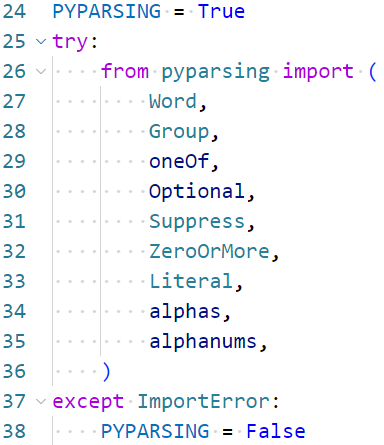 24 PYPARSING = True
25 try:
26     from pyparsing import (
27         Word,
28         Group,
29         oneOf,
30         Optional,
31         Suppress,
32         ZeroOrMore,
33         Literal,
34         alphas,
35         alphanums,
36     )
37 except ImportError:
38     PYPARSING = False